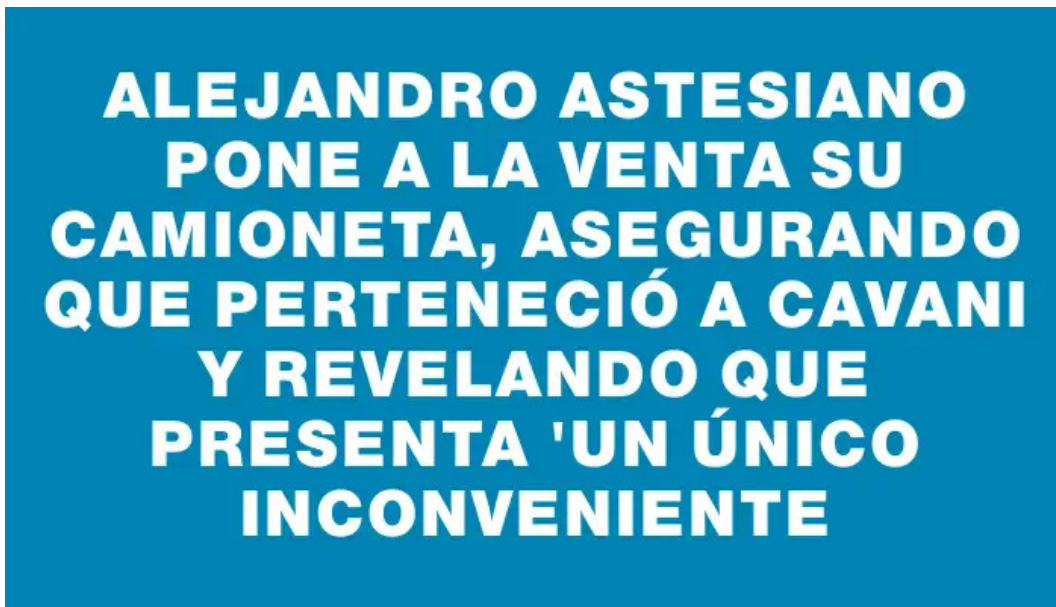 ALEJANDRO ASTESIANO
PONE A LA VENTA SU
CAMIONETA, ASEGURANDO
QUE PERTENECIÓ A CAVANI
Y REVELANDO QUE
PRESENTA 'UN ÚNICO
INCONVENIENTE